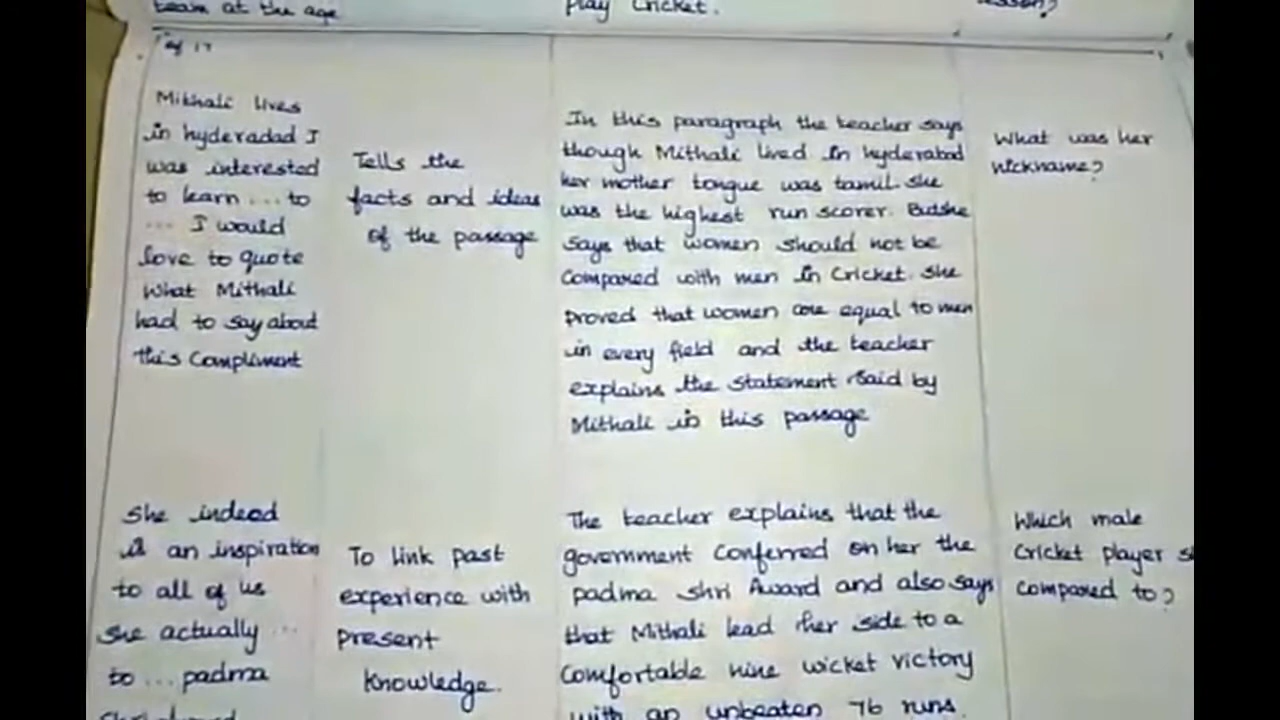 team at the age
of 17
play Cricket.
lesson?
Mithali lives
in hyderadad I
was interested
to learn ... to
... I would
love to quote
What Mithali
had to say about
this Compliment
Tells the
facts and ideas
of the passage
In this paragraph the teacher says
though Mithali lived in hyderabad
her mother tongue was tamil. she
was the highest run scorer. But she
says that women should not be
Compared with men in Cricket. she
proved that women are equal to men
in every field and the teacher
explains the statement said by
Mithali in this passage
What was her
nickname?
She indeed
is an inspiration
to all of us
she actually ...
to ... padma
To link past
experience with
present
knowledge.
The teacher explains that the
government Conferred on her the
padma shri Award and also says
that Mithali lead her side to a
Comfortable nine wicket victory
with an unbeaten 76 runs.
Which male
Cricket player
Compared to?